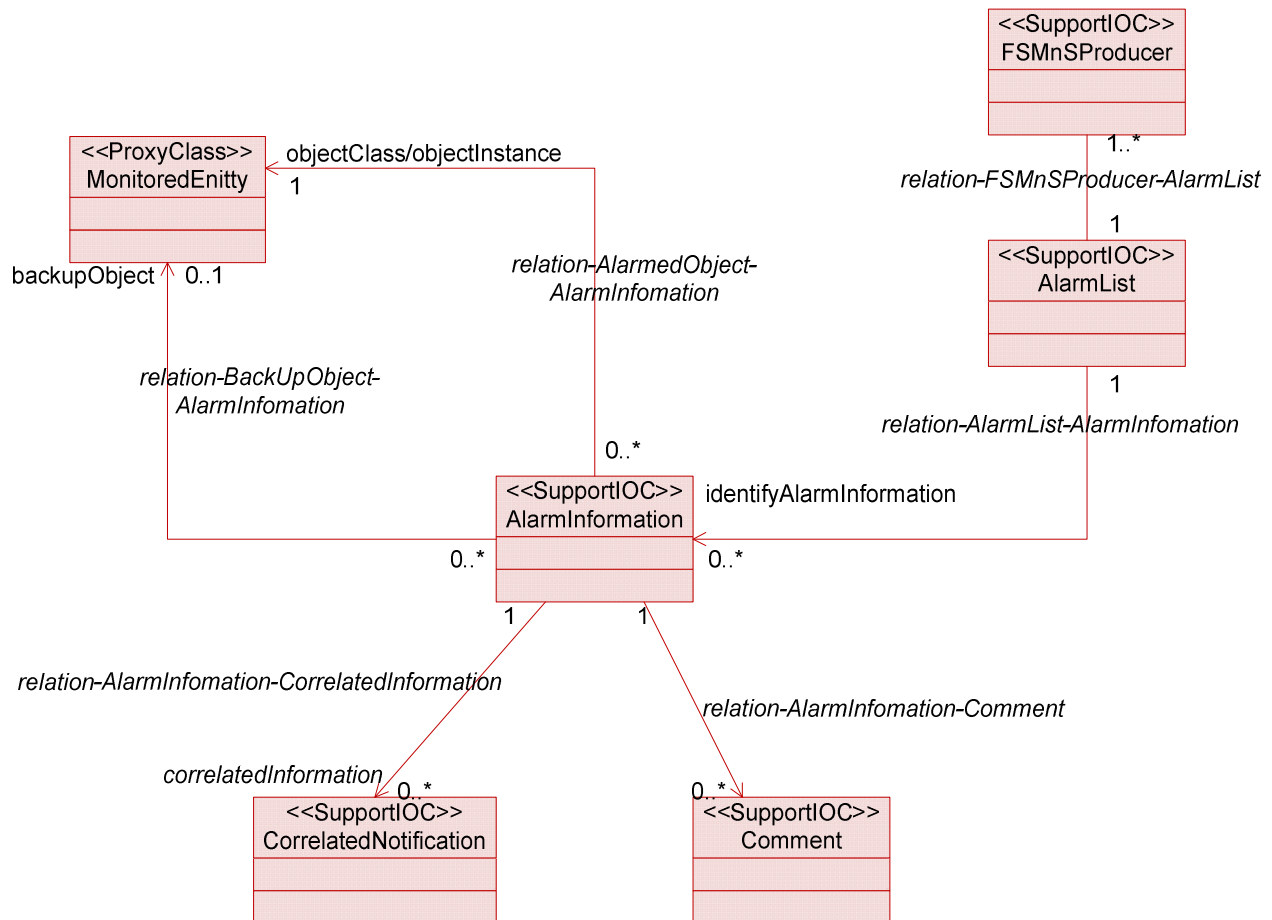 <<SupportIOC>>
FSMnSProducer
1..*
relation-FSMnSProducer-AlarmList
1
<<SupportIOC>>
AlarmList
1
relation-AlarmList-AlarmInfomation
<<ProxyClass>>
MonitoredEnitty
objectClass/objectInstance
1
backupObject
0..1
relation-AlarmedObject-
AlarmInfomation
relation-BackUpObject-
AlarmInfomation
0..*
<<SupportIOC>>
AlarmInformation
identifyAlarmInformation
0..*
0..*
1
1
relation-AlarmInfomation-CorrelatedInformation
relation-AlarmInfomation-Comment
correlatedInformation
0..*
0..*
<<SupportIOC>>
CorrelatedNotification
<<SupportIOC>>
Comment